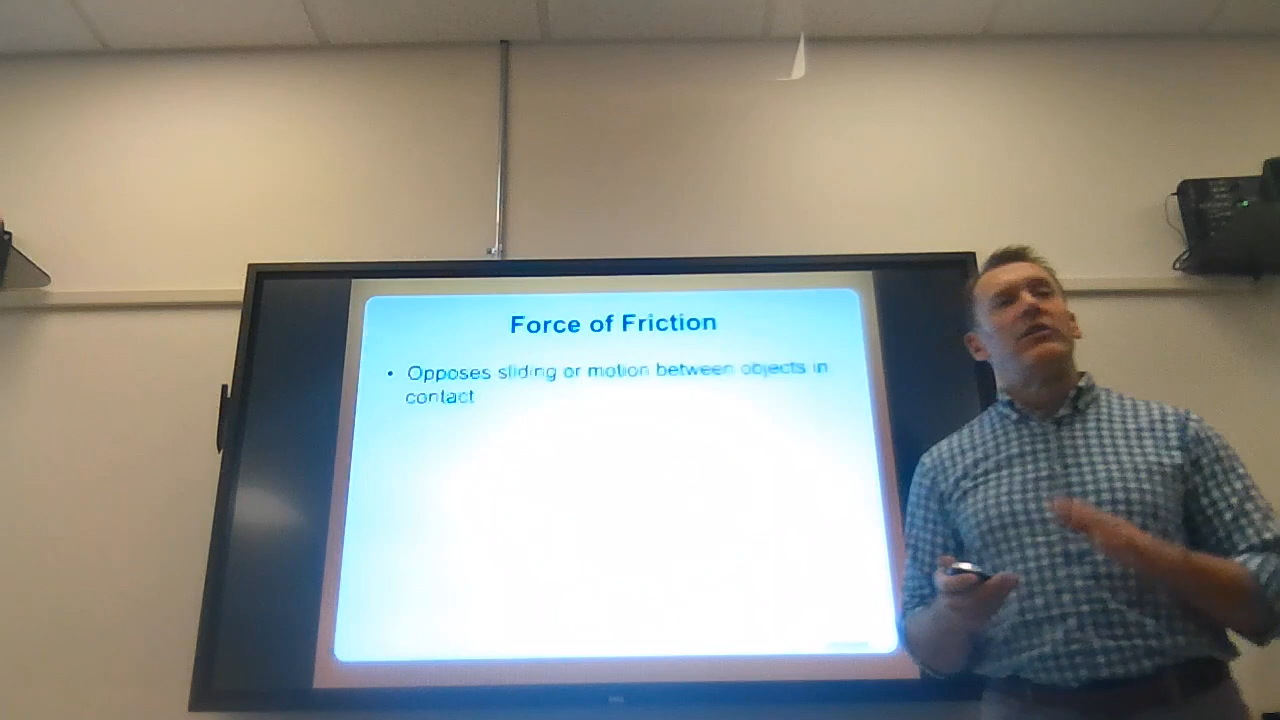 Force of Friction
• Opposes sliding or motion between objects in
contact